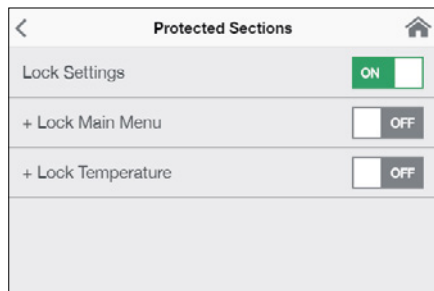 Protected Sections
Lock Settings ON
+ Lock Main Menu OFF
+ Lock Temperature OFF